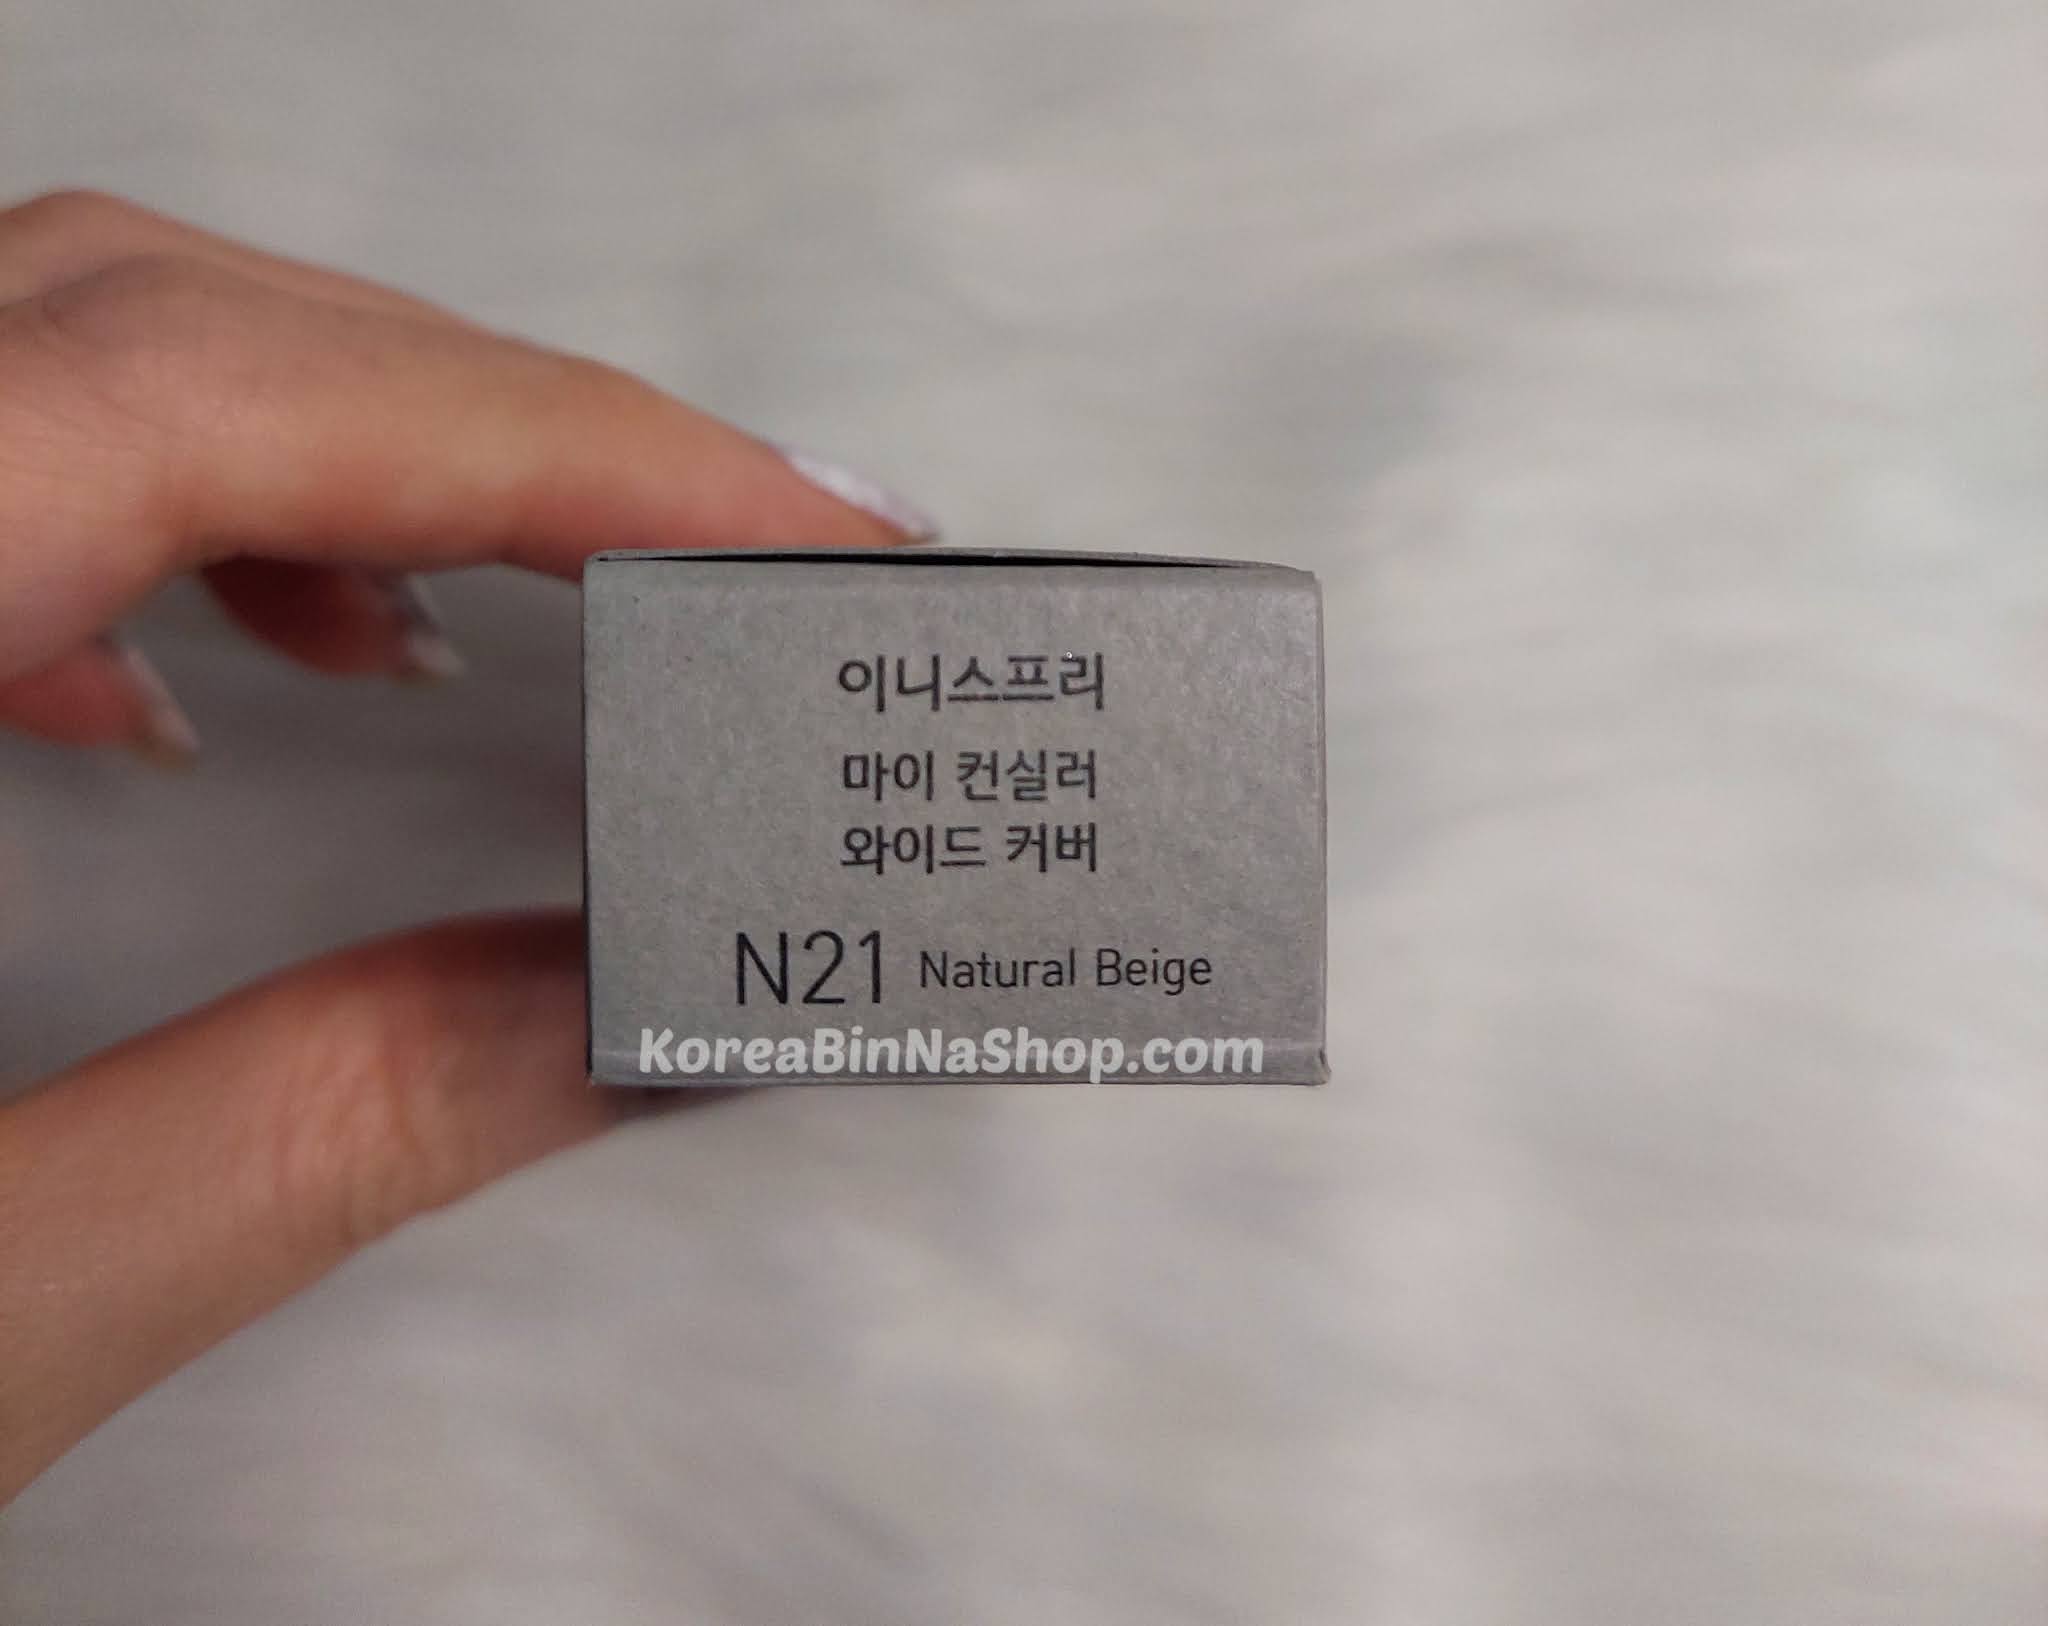 이니스프리
마이 컨실러
와이드 커버
N21 Natural Beige
KoreaBinNaShop.com